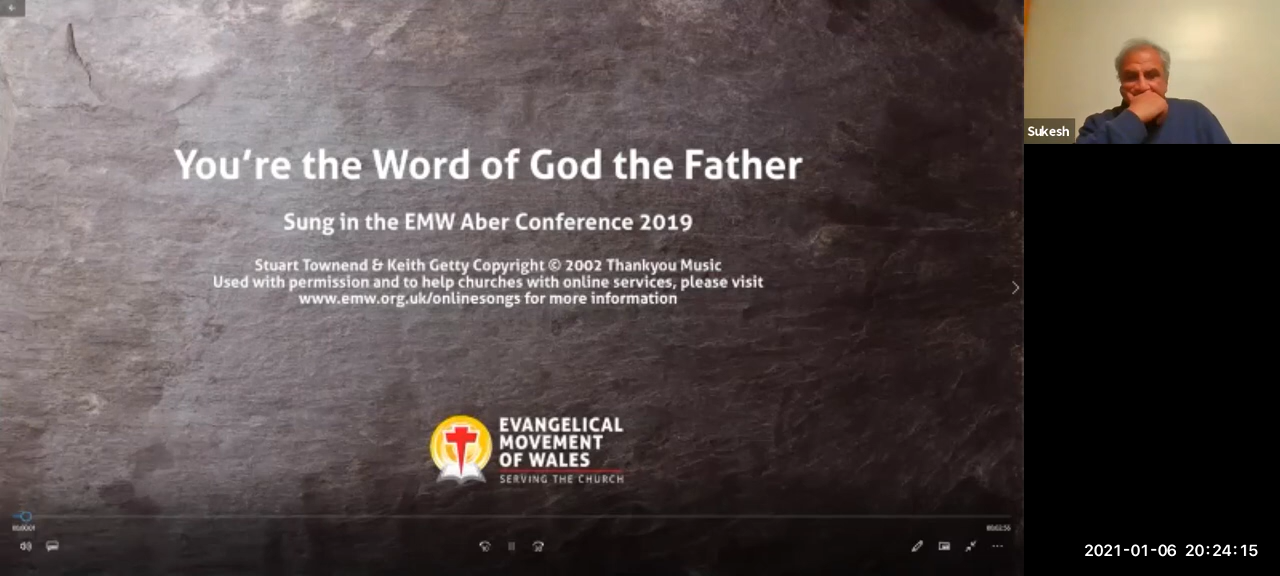 You're the Word of God the Father
Sung in the EMW Aber Conference 2019
Stuart Townend & Keith Getty Copyright © 2002 Thankyou Music
Used with permission and to help churches with online services, please visit
www.emw.org.uk/onlinesongs for more information
EVANGELICAL
MOVEMENT
OF WALES
SERVING THE CHURCH
Sukesh
2021-01-06 20:24:15